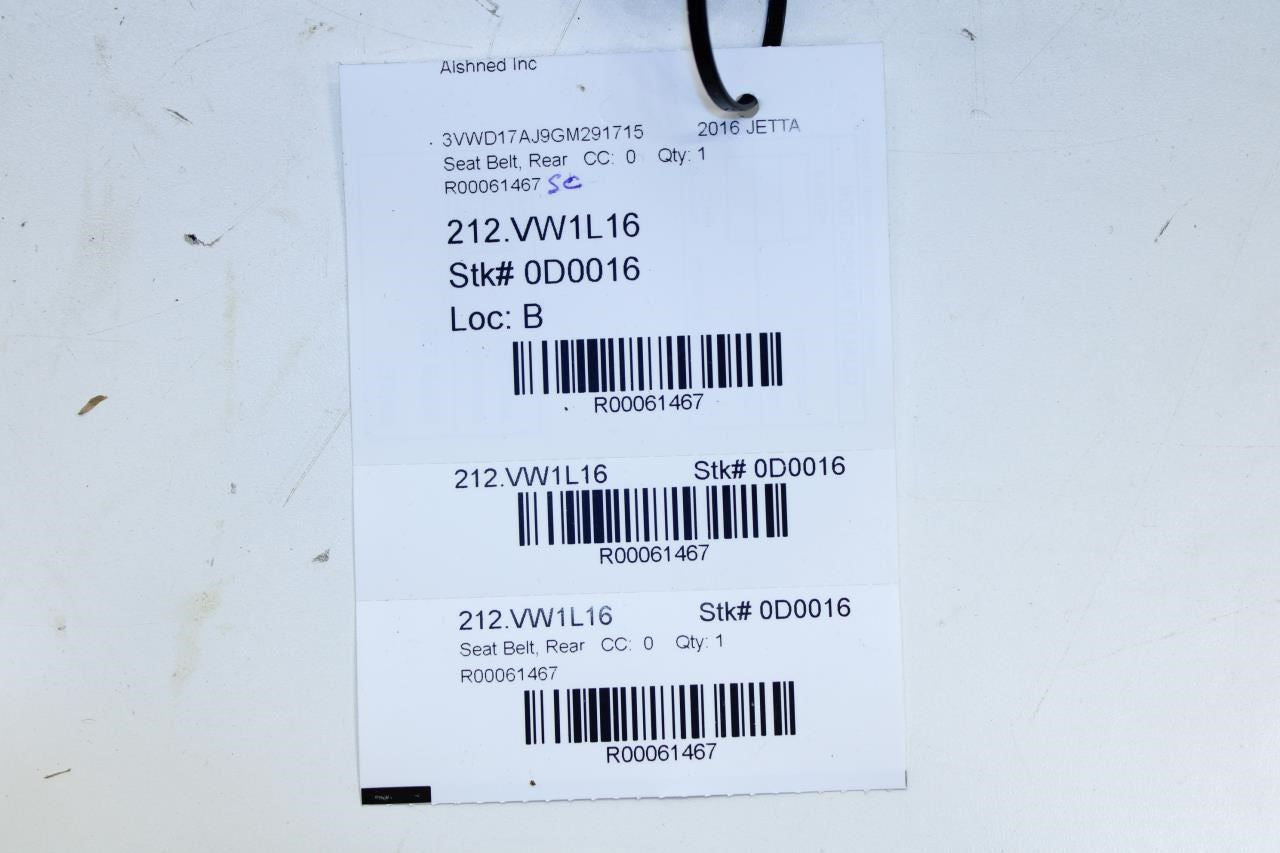 Alshned Inc
3VWD17AJ9GM291715 2016 JETTA
Seat Belt, Rear CC: 0 Qty: 1
R00061467 SC
212.VW1L16
Stk# 0D0016
Loc: B
R00061467
212.VW1L16 Stk# 0D0016
R00061467
212.VW1L16 Stk# 0D0016
Seat Belt, Rear CC: 0 Qty: 1
R00061467
R00061467